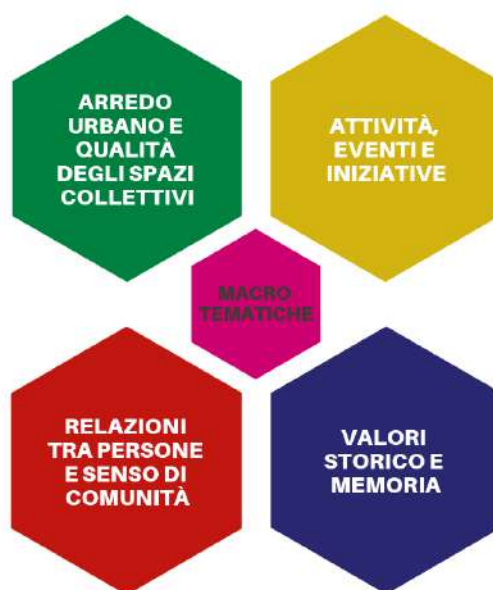 ARREDO
URBANO E
QUALITÀ
DEGLI SPAZI
COLLETTIVI
ATTIVITÀ,
EVENTI E
INIZIATIVE
MACRO
TEMATICHE
RELAZIONI
TRA PERSONE
E SENSO DI
COMUNITÀ
VALORI
STORICO E
MEMORIA